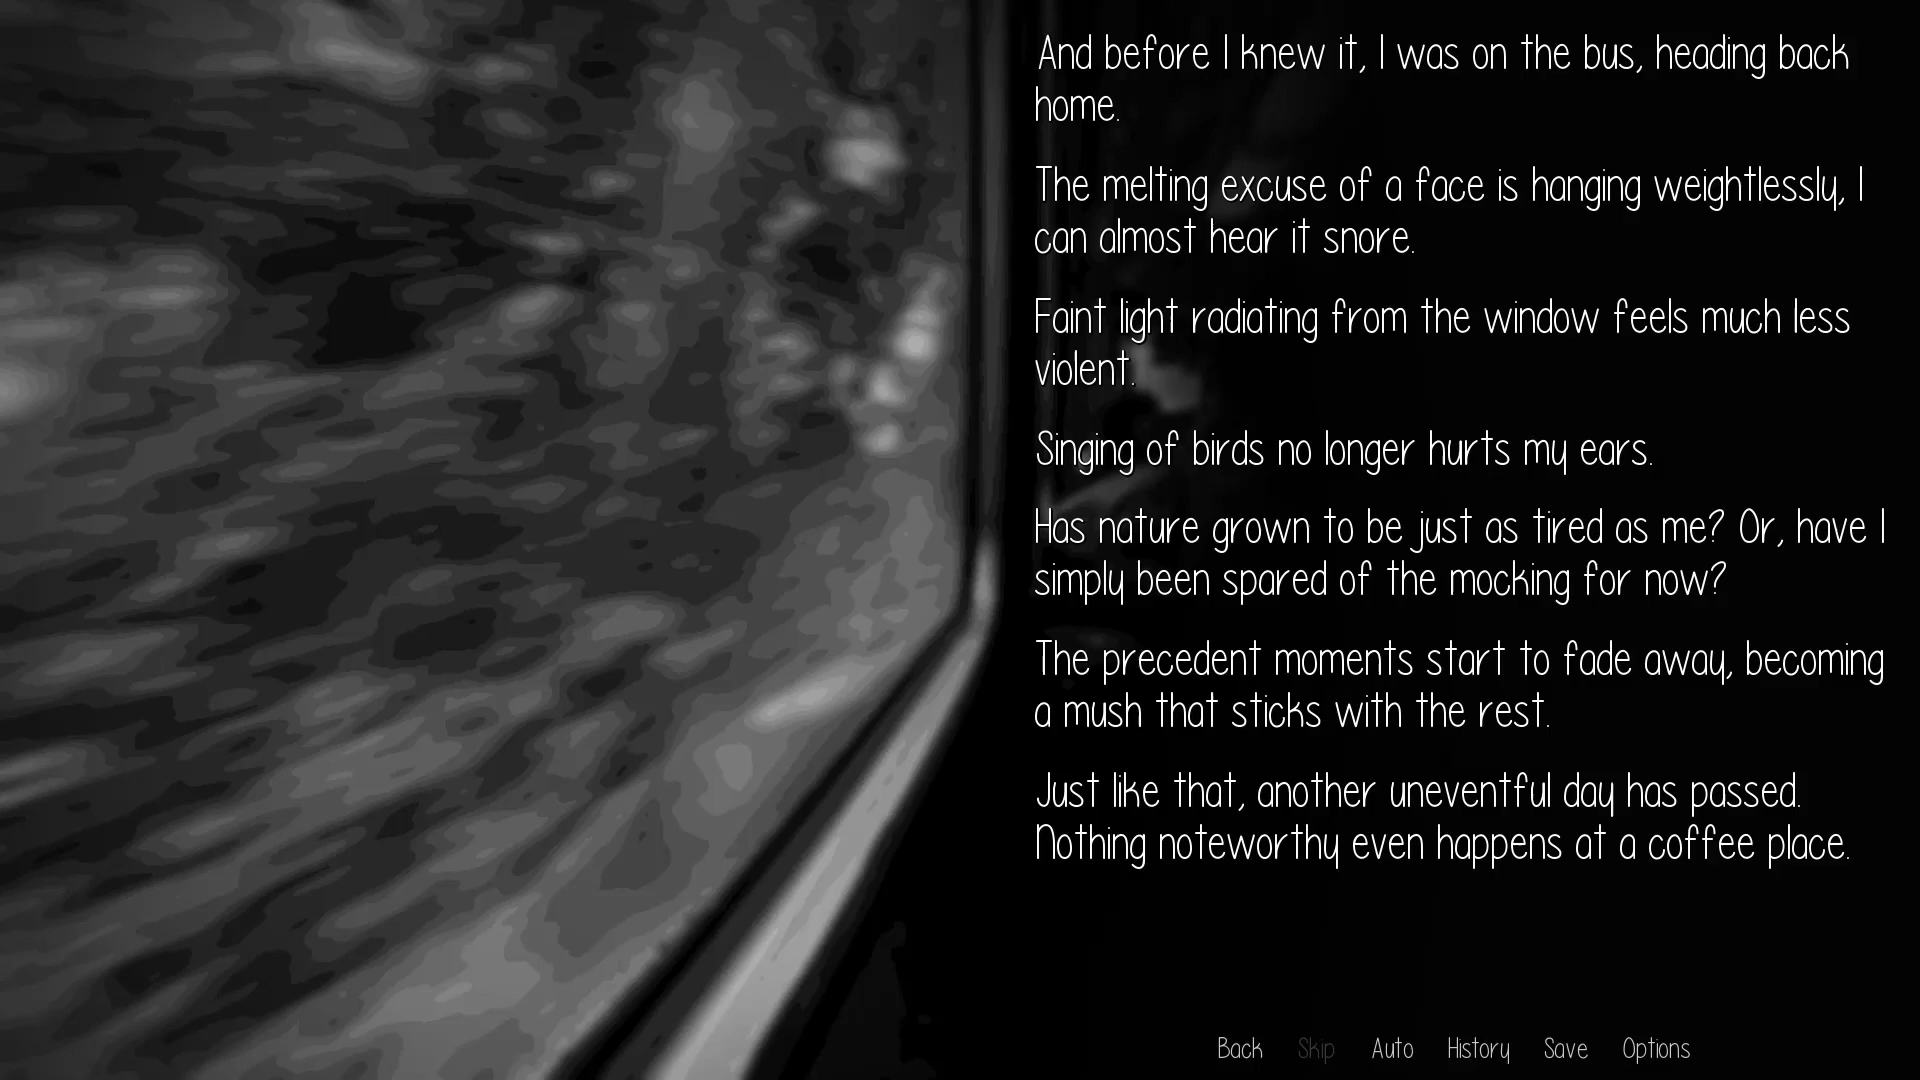 And before I knew it, I was on the bus, heading back
home.
The melting excuse of a face is hanging weightlessly, I
can almost hear it snore.
Faint light radiating from the window feels much less
violent.
Singing of birds no longer hurts my ears.
Has nature grown to be just as tired as me? Or, have I
simply been spared of the mocking for now?
The precedent moments start to fade away, becoming
a mush that sticks with the rest.
Just like that, another uneventful day has passed.
Nothing noteworthy even happens at a coffee place.
Back Skip Auto History Save Options